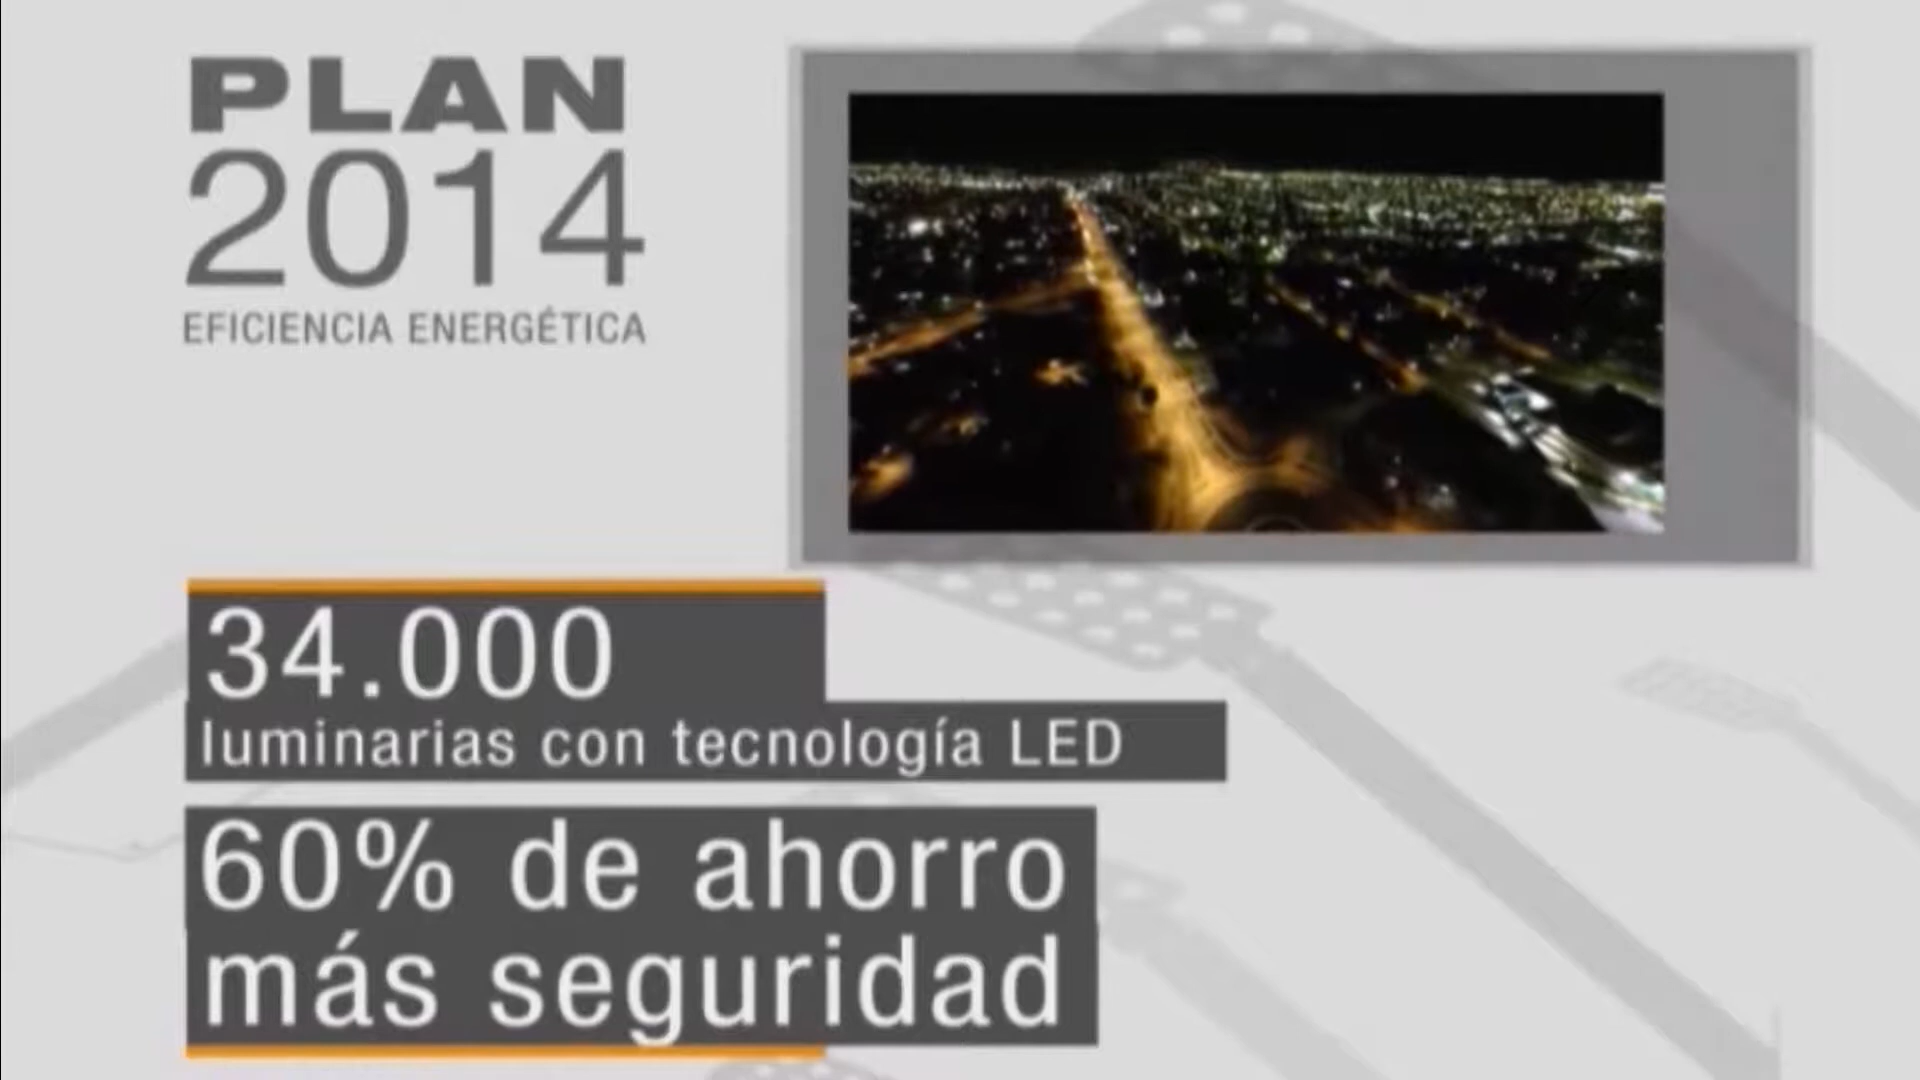 PLAN
2014
EFICIENCIA ENERGÉTICA
34.000
luminarias con tecnología LED
60% de ahorro
más seguridad